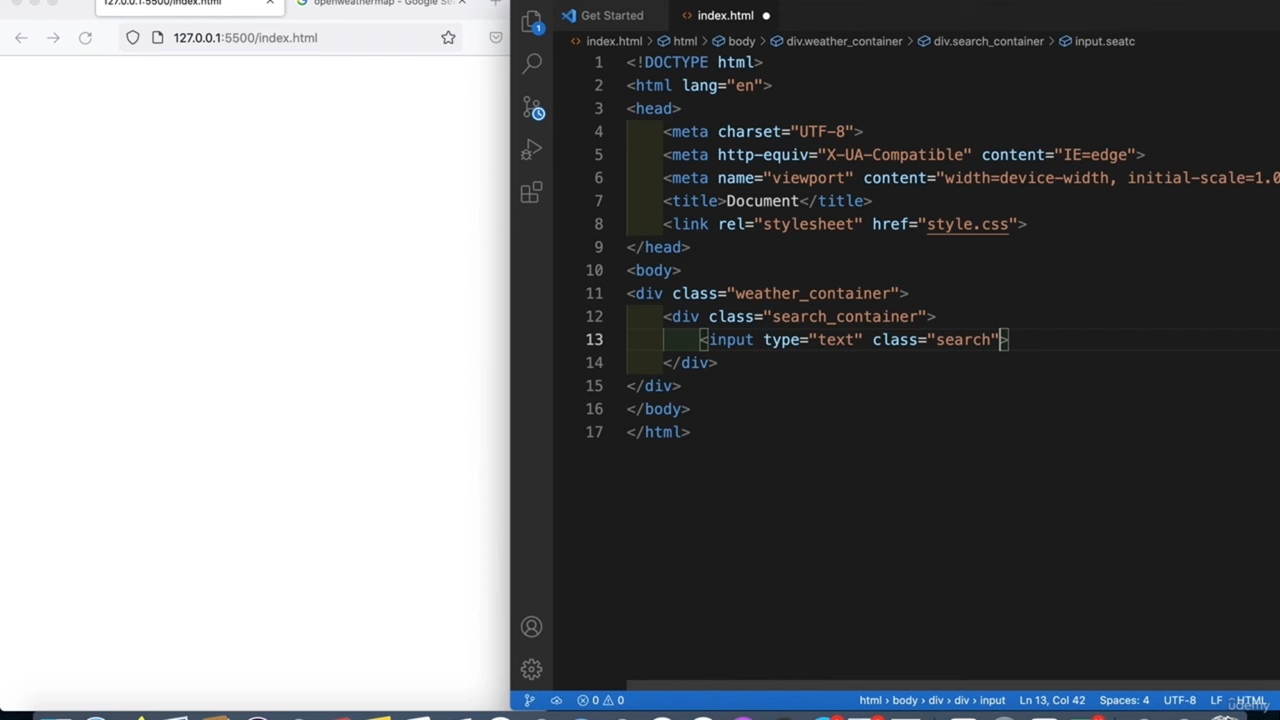 127.0.0.1:5500/index.html
openweathermap - Google Se
127.0.0.1:5500/index.html
Get Started
index.html
index.html > html > body > div.weather_container > div.search_container > input.seatc
1 <!DOCTYPE html>
2 <html lang="en">
3 <head>
4 <meta charset="UTF-8">
5 <meta http-equiv="X-UA-Compatible" content="IE=edge">
6 <meta name="viewport" content="width=device-width, initial-scale=1.0
7 <title>Document</title>
8 <link rel="stylesheet" href="style.css">
9 </head>
10 <body>
11 <div class="weather_container">
12 <div class="search_container">
13 <input type="text" class="search">
14 </div>
15 </div>
16 </body>
17 </html>
1
0 0 html > body > div > div > input Ln 13, Col 42 Spaces: 4 UTF-8 LF HTML
udemy